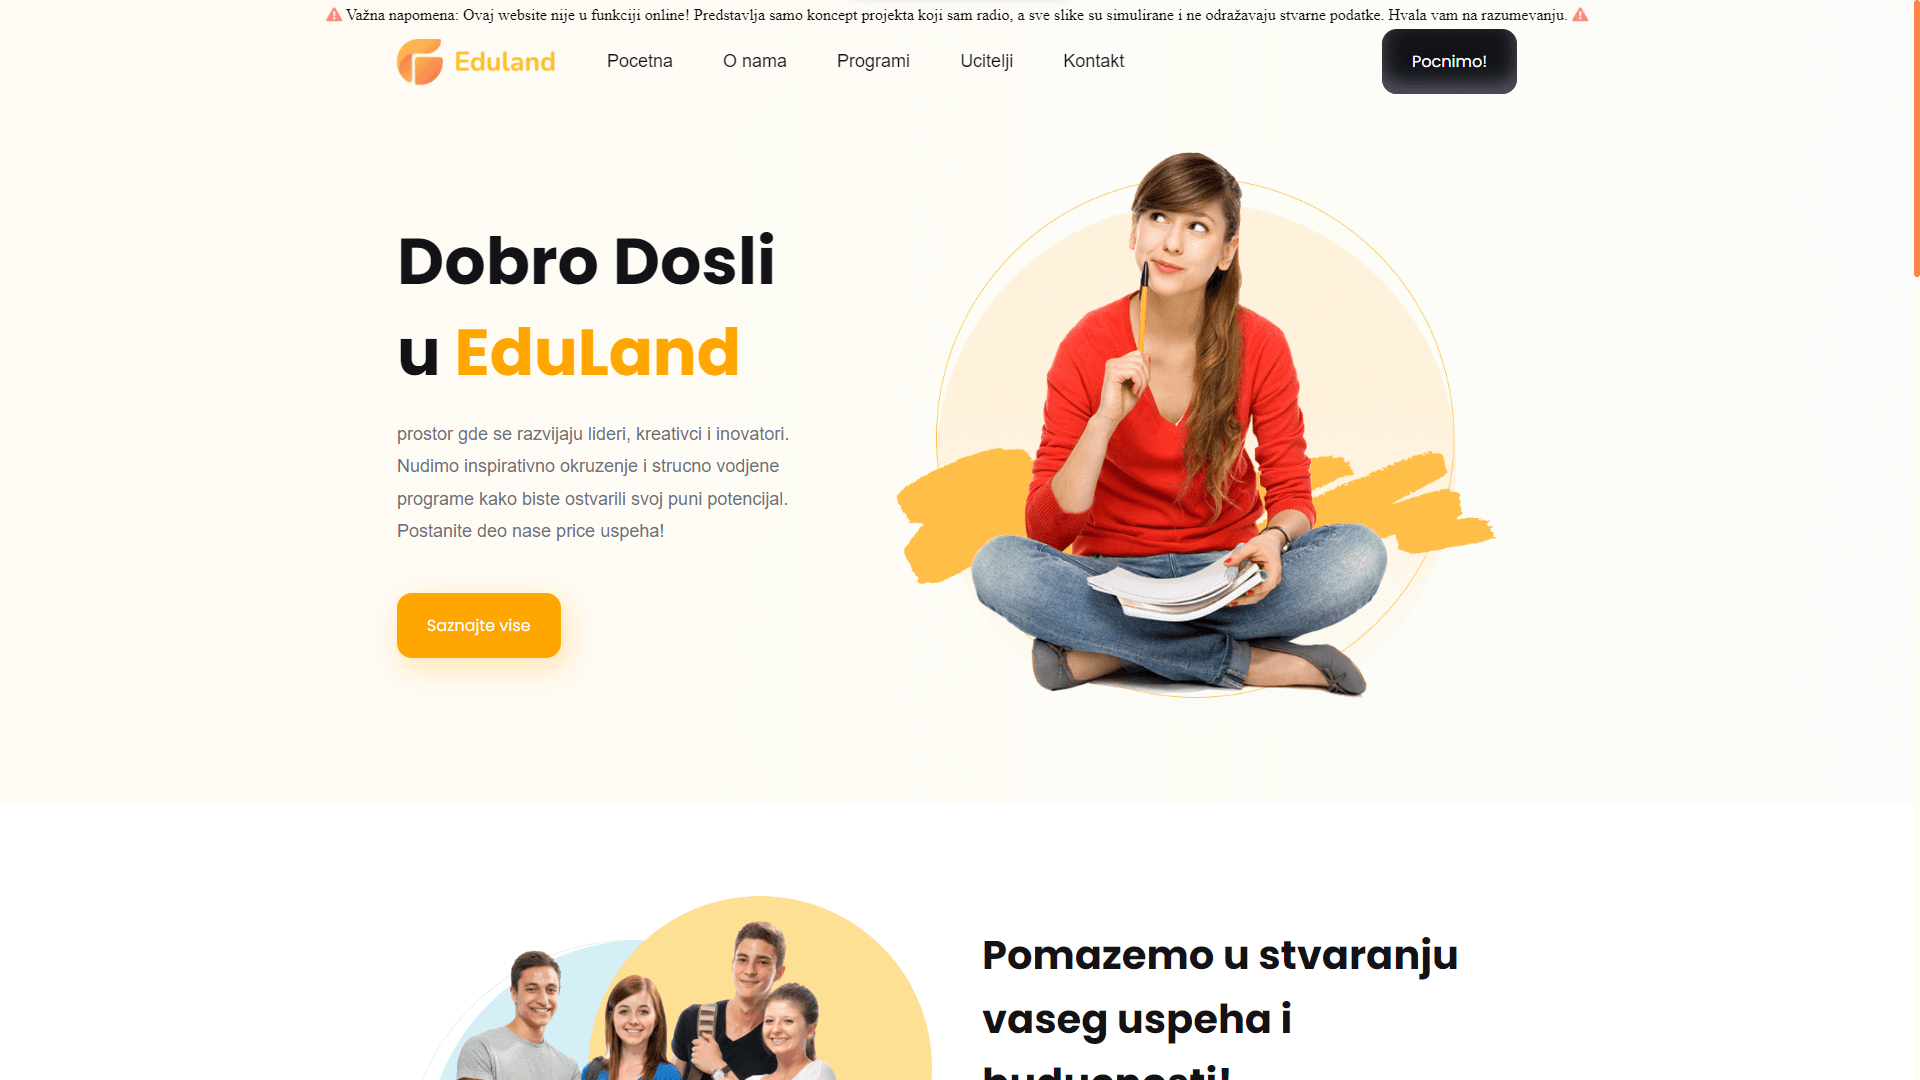 Važna napomena: Ovaj website nije u funkciji online! Predstavlja samo koncept projekta koji sam radio, a sve slike su simulirane i ne odražavaju stvarne podatke. Hvala vam na razumevanju.
Eduland Pocetna O nama Programi Ucitelji Kontakt Pocnimo!
Dobro Dosli
u EduLand
prostor gde se razvijaju lideri, kreativci i inovatori.
Nudimo inspirativno okruzenje i strucno vodjene
programe kako biste ostvarili svoj puni potencijal.
Postanite deo nase price uspeha!
Saznajte vise
Pomazemo u stvaranju
vaseg uspeha i
buducnosti!